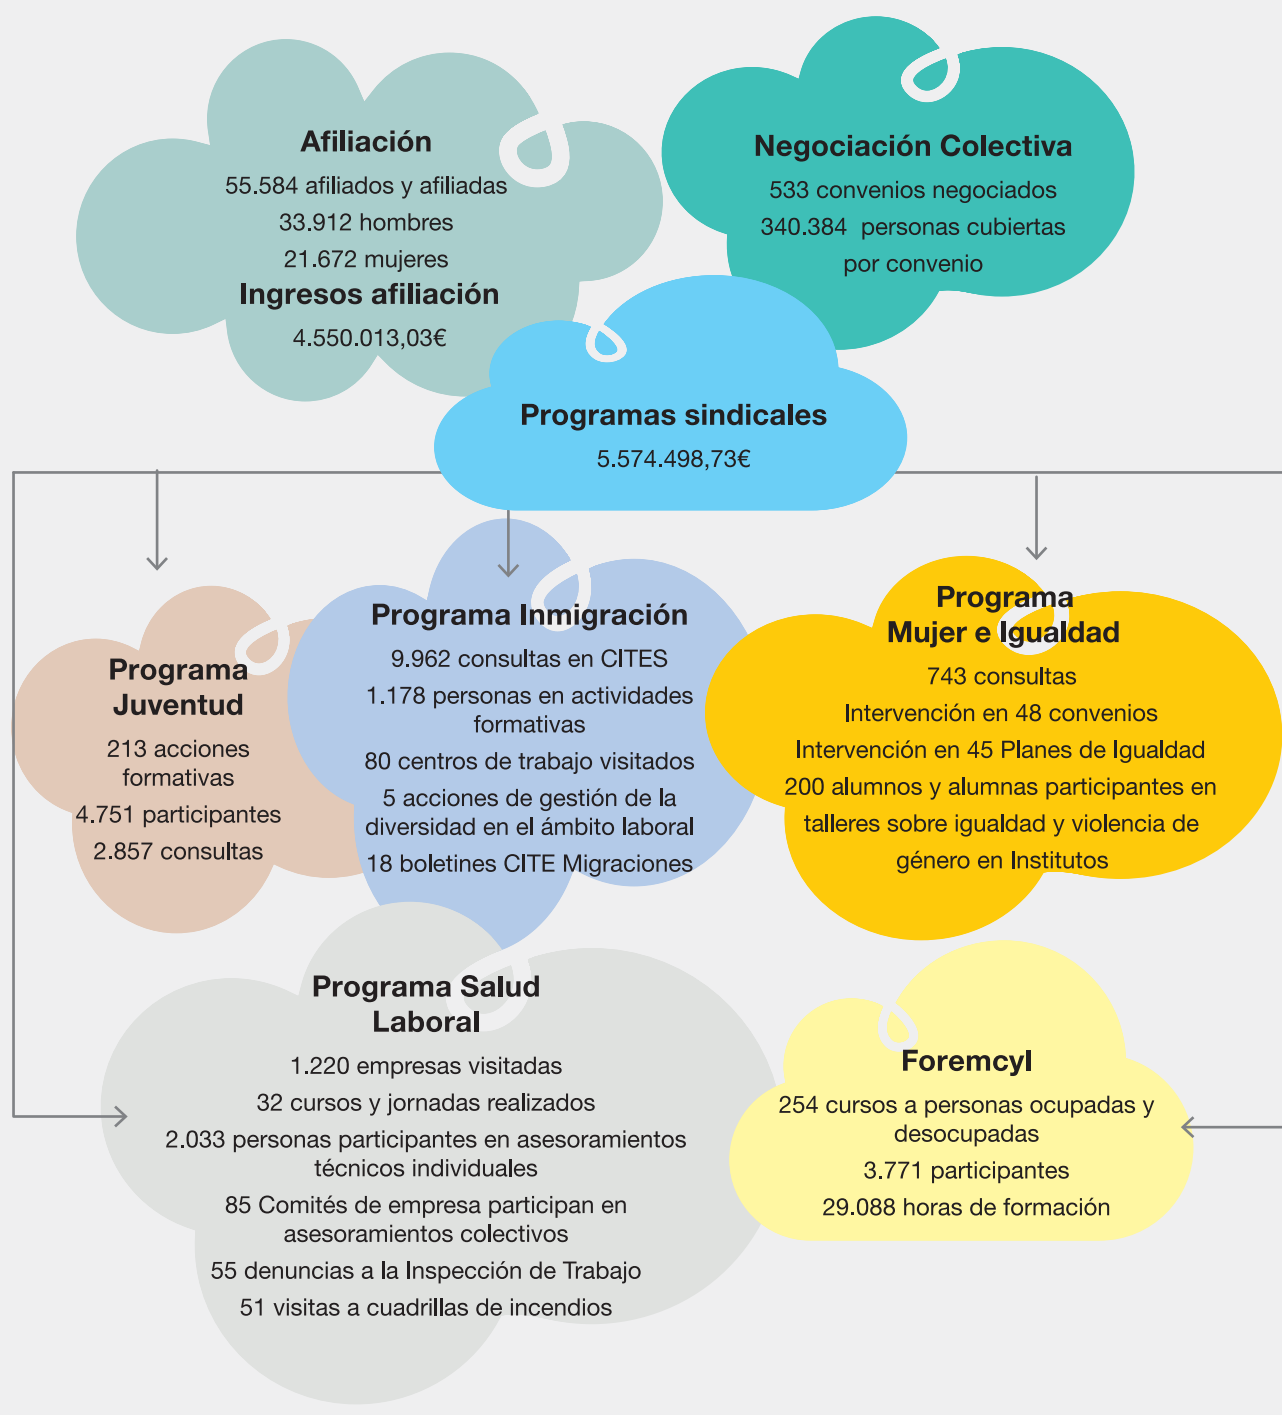 Afiliación
55.584 afiliados y afiliadas
33.912 hombres
21.672 mujeres
Ingresos afiliación
4.550.013,03€
Negociación Colectiva
533 convenios negociados
340.384 personas cubiertas
por convenio
Programas sindicales
5.574.498,73€
Programa
Juventud
213 acciones
formativas
4.751 participantes
2.857 consultas
Programa Inmigración
9.962 consultas en CITES
1.178 personas en actividades
formativas
80 centros de trabajo visitados
5 acciones de gestión de la
diversidad en el ámbito laboral
18 boletines CITE Migraciones
Programa
Mujer e Igualdad
743 consultas
Intervención en 48 convenios
Intervención en 45 Planes de Igualdad
200 alumnos y alumnas participantes en
talleres sobre igualdad y violencia de
género en Institutos
Programa Salud
Laboral
1.220 empresas visitadas
32 cursos y jornadas realizados
2.033 personas participantes en asesoramientos
técnicos individuales
85 Comités de empresa participan en
asesoramientos colectivos
55 denuncias a la Inspección de Trabajo
51 visitas a cuadrillas de incendios
Foremcyl
254 cursos a personas ocupadas y
desocupadas
3.771 participantes
29.088 horas de formación